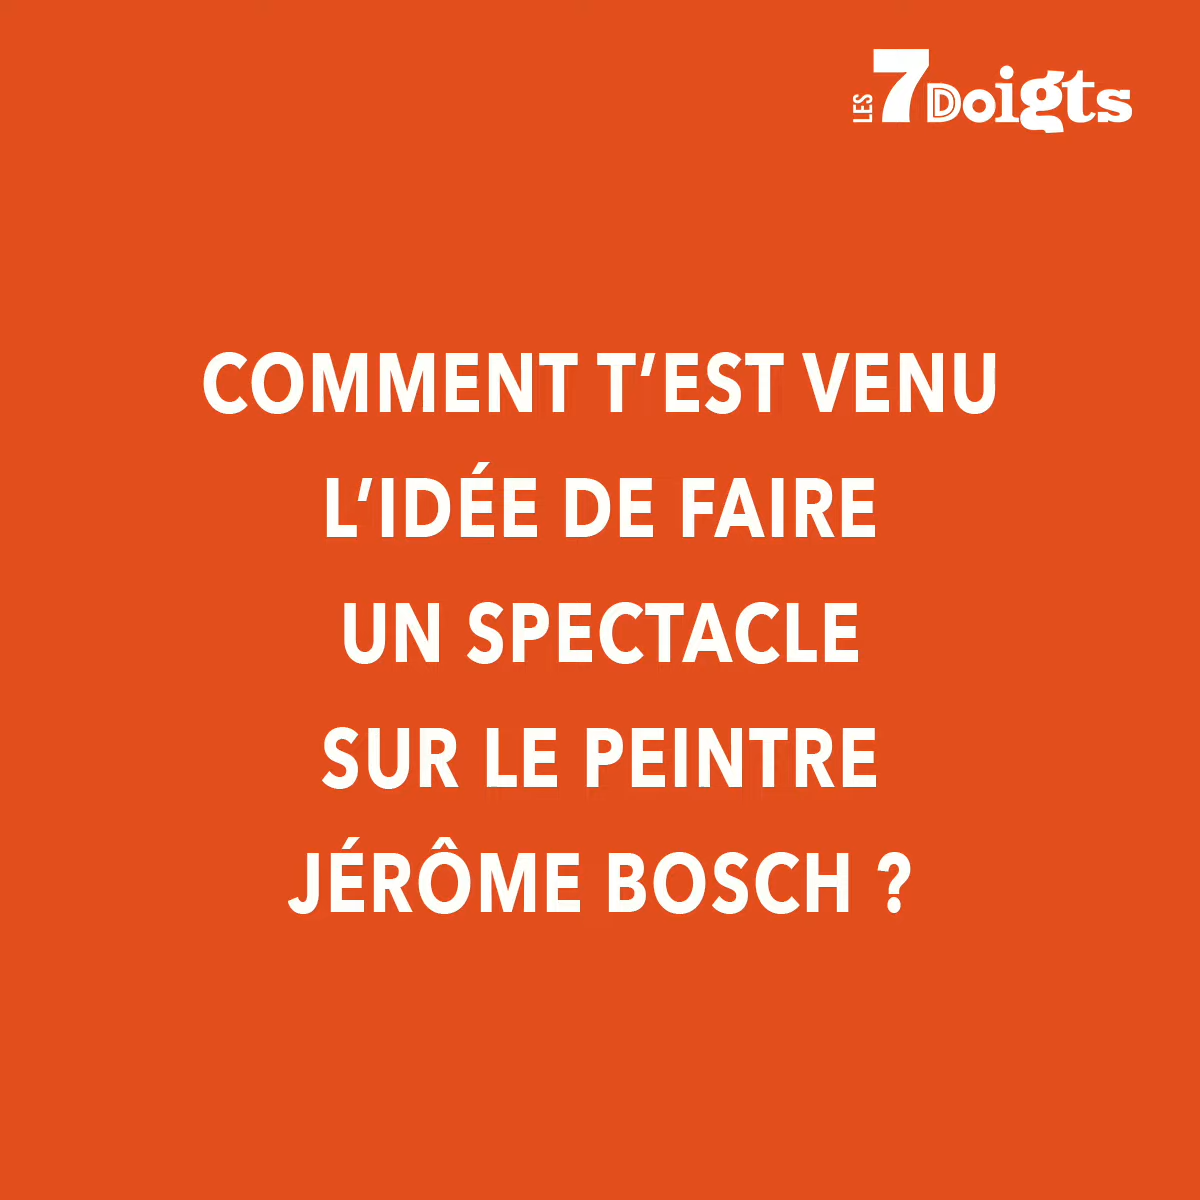 LES 7 Doigts
COMMENT T’EST VENU
L’IDÉE DE FAIRE
UN SPECTACLE
SUR LE PEINTRE
JÉRÔME BOSCH ?